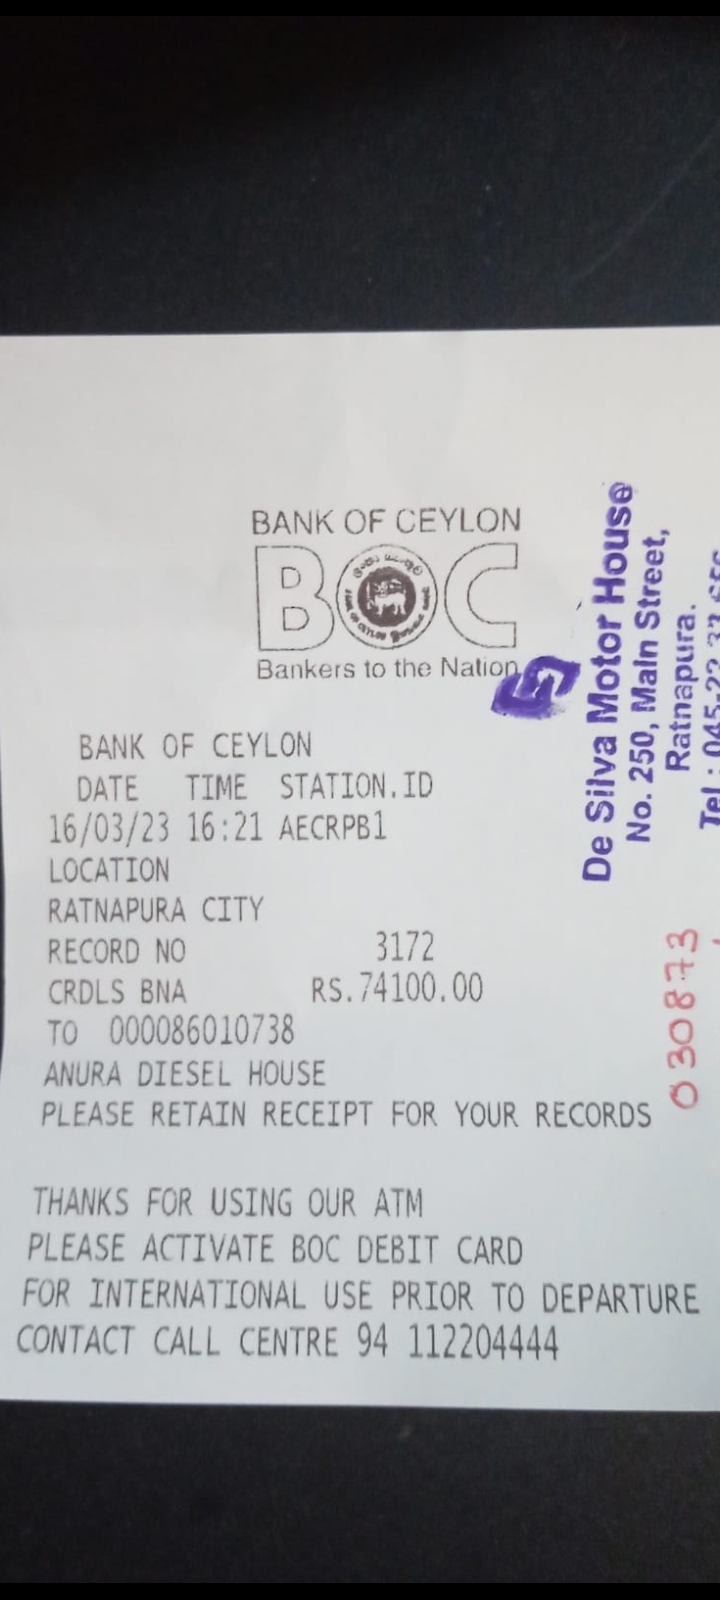 BANK OF CEYLON
BOC
Bankers to the Nation
BANK OF CEYLON
DATE TIME STATION.ID
16/03/23 16:21 AECRPB1
LOCATION
RATNAPURA CITY
RECORD NO 3172
CRDLS BNA RS.74100.00
TO 000086010738
ANURA DIESEL HOUSE
PLEASE RETAIN RECEIPT FOR YOUR RECORDS
THANKS FOR USING OUR ATM
PLEASE ACTIVATE BOC DEBIT CARD
FOR INTERNATIONAL USE PRIOR TO DEPARTURE
CONTACT CALL CENTRE 94 112204444
De Silva Motor House
No. 250, Main Street,
Ratnapura.
Tel : 045-22
030873